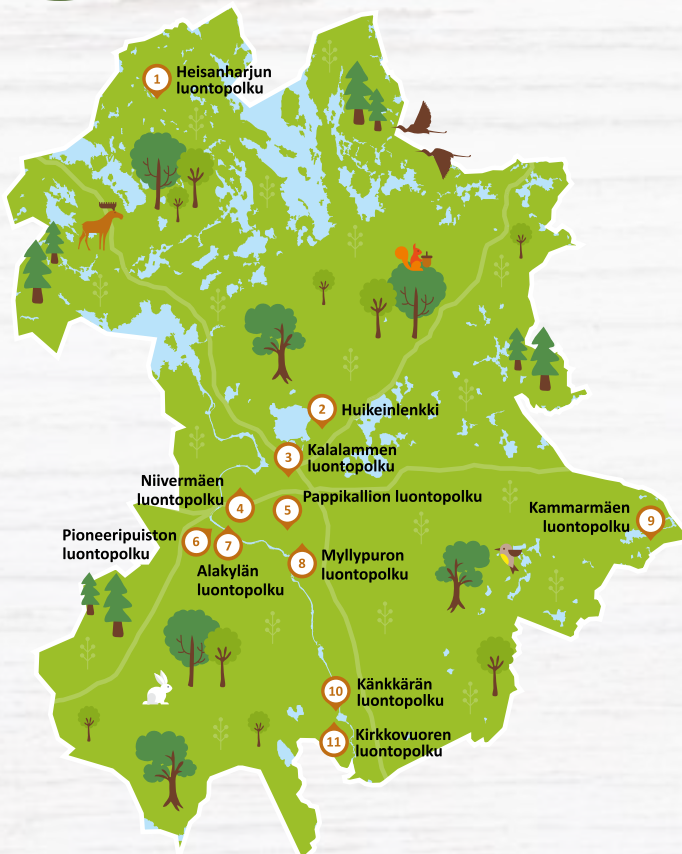 1 Heisanharjun
luontopolku
2 Huikeinlenkki
3 Kalalammen
luontopolku
Niivermäen
luontopolku 4
5 Pappikallion luontopolku
Kammarmäen
luontopolku 9
Pioneeripuiston
luontopolku 6
7 Alakylän
luontopolku
8 Myllypuron
luontopolku
10 Känkkärän
luontopolku
11 Kirkkovuoren
luontopolku